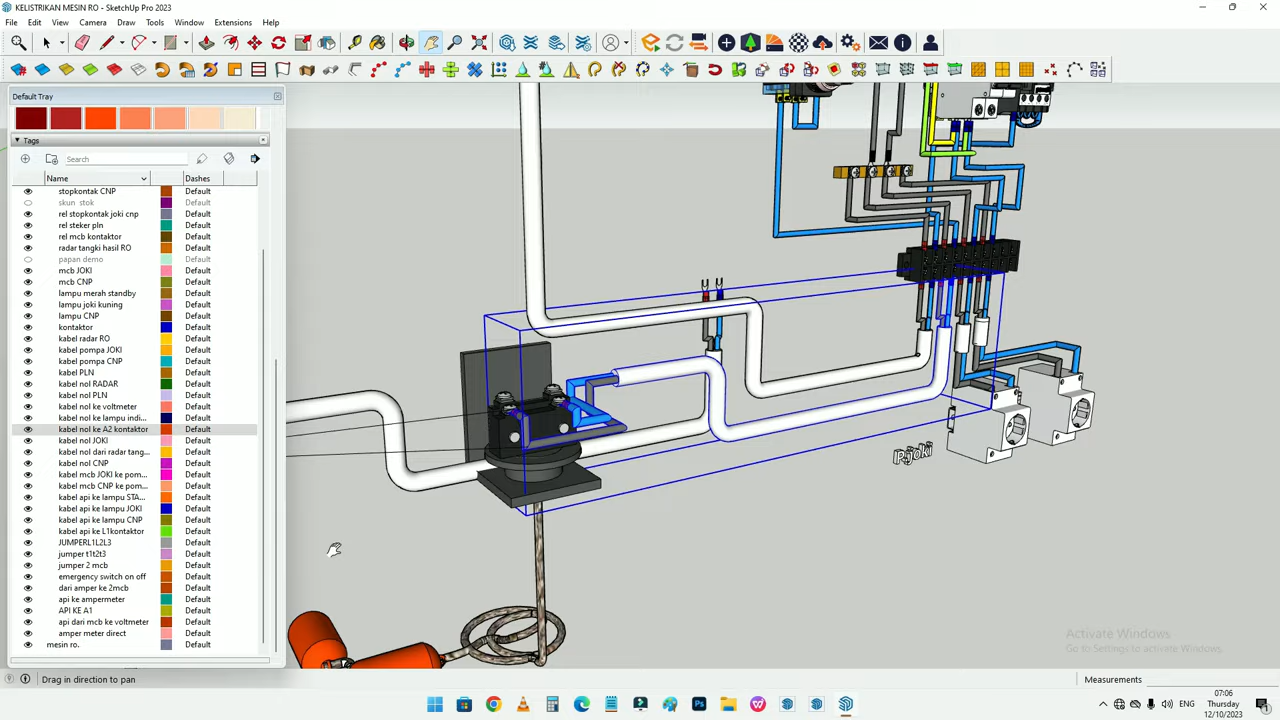 KELISTRIKAN MESIN RO - SketchUp Pro 2023
File Edit View Camera Draw Tools Window Extensions Help
Default Tray
Tags
Search
Name Dashes
stopkontak CNP Default
skun stok Default
rel stopkontak joki cnp Default
rel steker pln Default
rel mcb kontaktor Default
radar tangki hasil RO Default
papan demo Default
mcb JOKI Default
mcb CNP Default
lampu merah standby Default
lampu joki kuning Default
lampu CNP Default
kontaktor Default
kabel radar RO Default
kabel pompa JOKI Default
kabel pompa CNP Default
kabel PLN Default
kabel nol RADAR Default
kabel nol PLN Default
kabel nol ke voltmeter Default
kabel nol ke lampu indi... Default
kabel nol ke A2 kontaktor Default
kabel nol JOKI Default
kabel nol dari radar tang... Default
kabel nol CNP Default
kabel mcb JOKI ke pom... Default
kabel mcb CNP ke pom... Default
kabel api ke lampu STA... Default
kabel api ke lampu JOKI Default
kabel api ke lampu CNP Default
kabel api ke L1kontaktor Default
JUMPERL1L2L3 Default
jumper t1t2t3 Default
jumper 2 mcb Default
emergency switch on off Default
dari amper ke 2mcb Default
api ke ampermeter Default
API KE A1 Default
api dari mcb ke voltmeter Default
amper meter direct Default
mesin ro. Default
P.joki
Activate Windows
Go to Settings to activate Windows.
Drag in direction to pan
Measurements
ENG
07:06
Thursday
12/10/2023